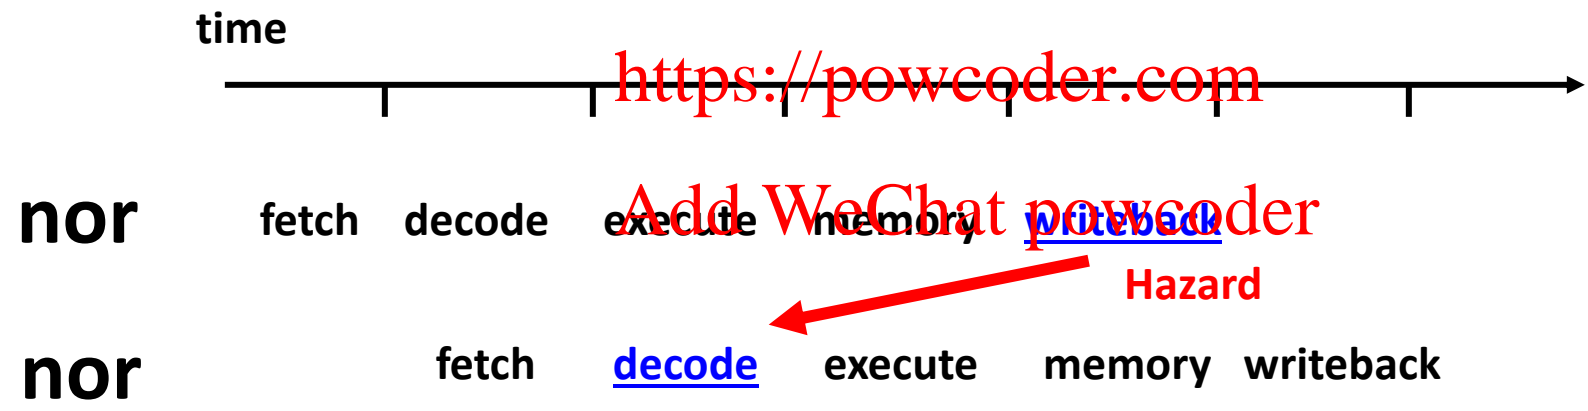 time
https://powcoder.com
nor fetch decode execute memory writeback
Add WeChat powcoder
Hazard
nor fetch decode execute memory writeback